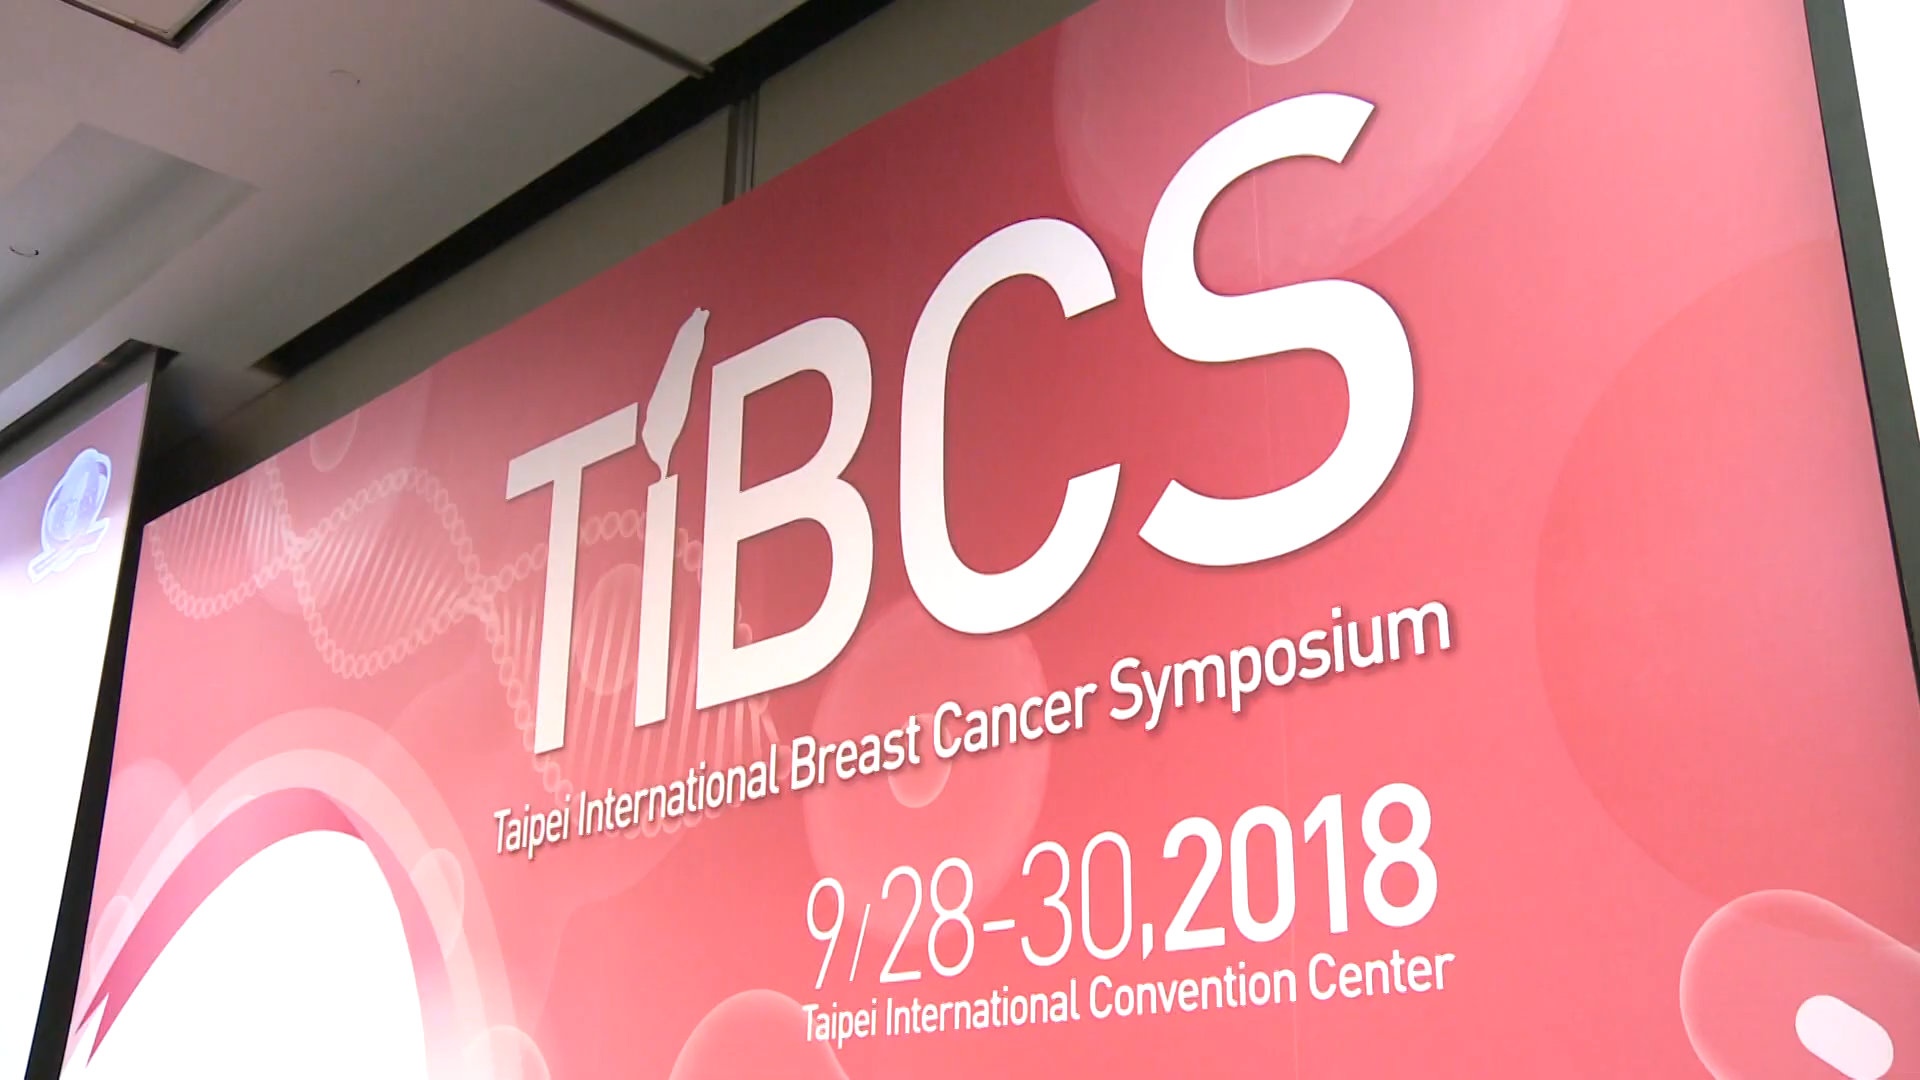 TiBCS
Taipei International Breast Cancer Symposium
9/28-30,2018
Taipei International Convention Center